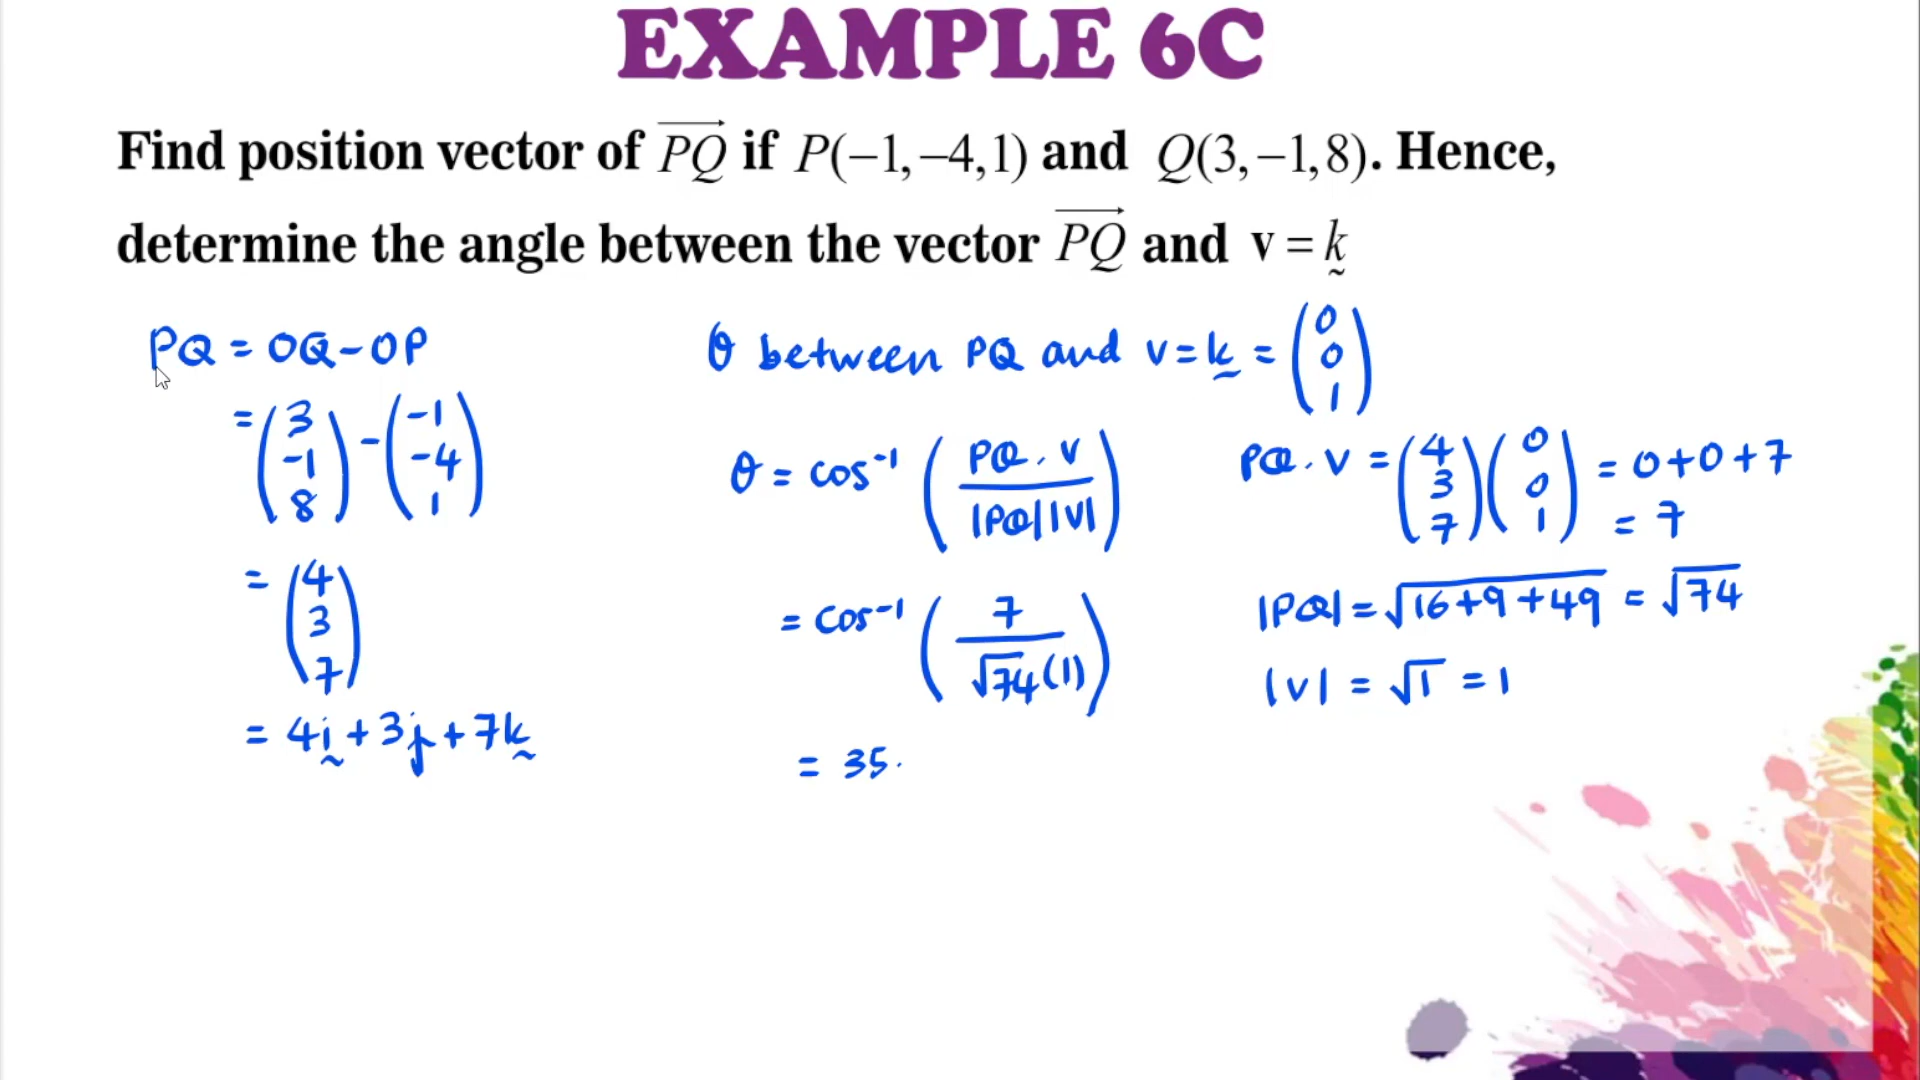 EXAMPLE 6C
Find position vector of PQ if P(−1,−4,1) and Q(3,−1,8). Hence,
determine the angle between the vector PQ and v = k
PQ = OQ - OP
= (3 -1 8) - (-1 -4 1)
= (4 3 7)
= 4i + 3j + 7k
θ between PQ and v = k = (0 0 1)
θ = cos⁻¹ (PQ . v / |PQ||v|)
= cos⁻¹ (7 / √74 (1))
= 35.
PQ . v = (4 3 7)(0 0 1) = 0+0+7
= 7
|PQ| = √16+9+49 = √74
|v| = √1 = 1